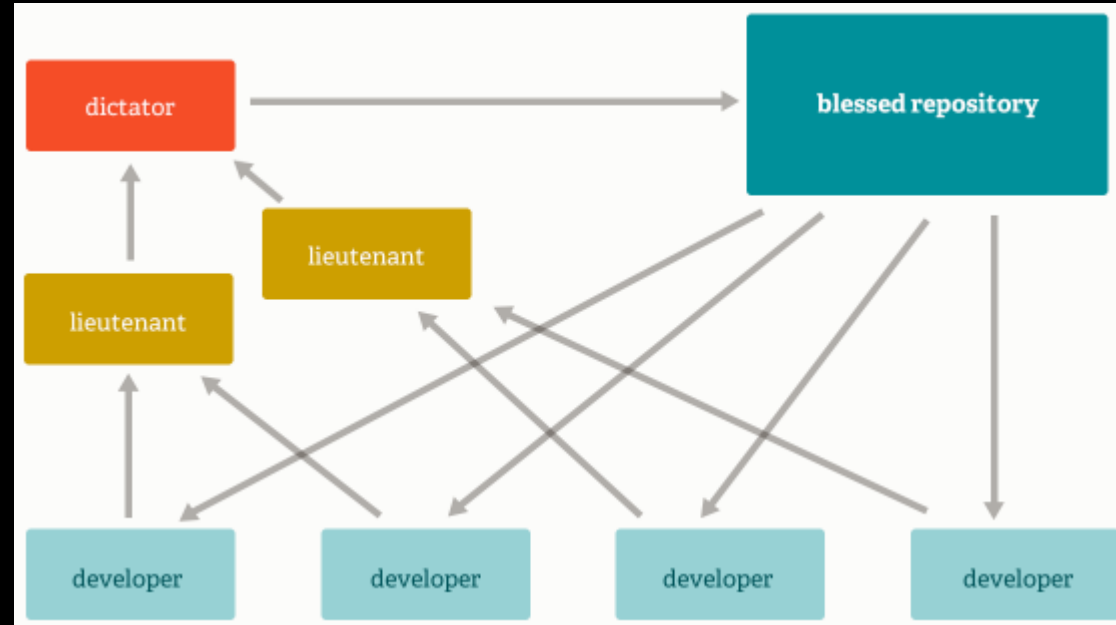 dictator
blessed repository
lieutenant
lieutenant
developer
developer
developer
developer